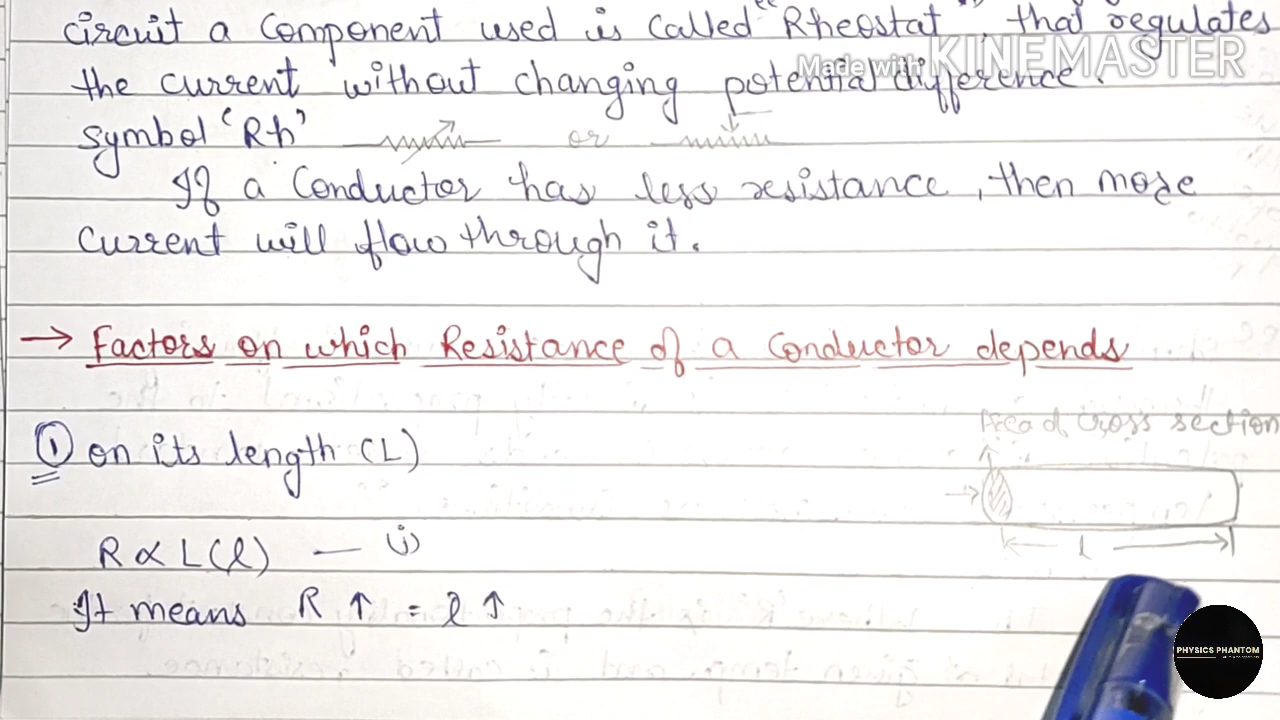 circuit a component used is called "Rheostat", that regulates
Made with KINEMASTER
the current without changing potential difference.
symbol 'Rh' or
If a conductor has less resistance, then more
current will flow through it.
→ Factors on which Resistance of a conductor depends
Area of cross section
① on its length (L)
l
R ∝ L(l) — (i)
It means R ↑ = l ↑
PHYSICS PHANTOM